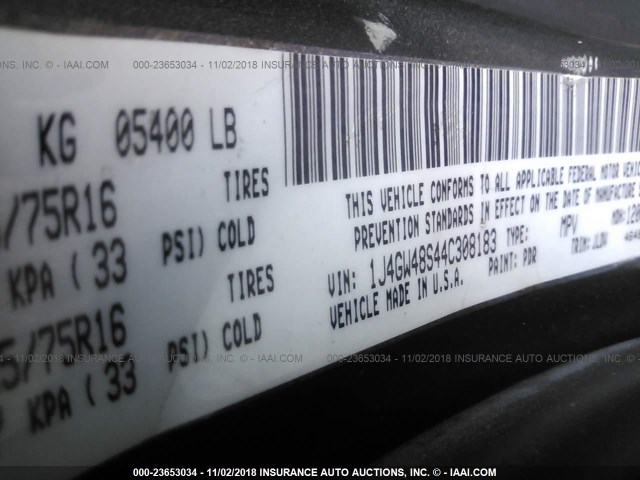 000-23653034 - 11/02/2018 INSURANCE AUTO AUCTIONS, INC. - IAAI.COM
KG 05400 LB
TIRES
/75R16
KPA ( 33 PSI) COLD
TIRES
5/75R16
KPA ( 33 PSI) COLD
THIS VEHICLE CONFORMS TO ALL APPLICABLE FEDERAL MOTOR
PREVENTION STANDARDS IN EFFECT ON THE DATE OF
VIN: 1J4GW48S44C308183 TYPE: MPV
VEHICLE MADE IN U.S.A. PAINT: PDR TRIM:
000-23653034 - 11/02/2018 INSURANCE AUTO AUCTIONS, INC. - IAAI.COM
000-23653034 - 11/02/2018 INSURANCE AUTO AUCTIONS, INC. - IAAI.COM